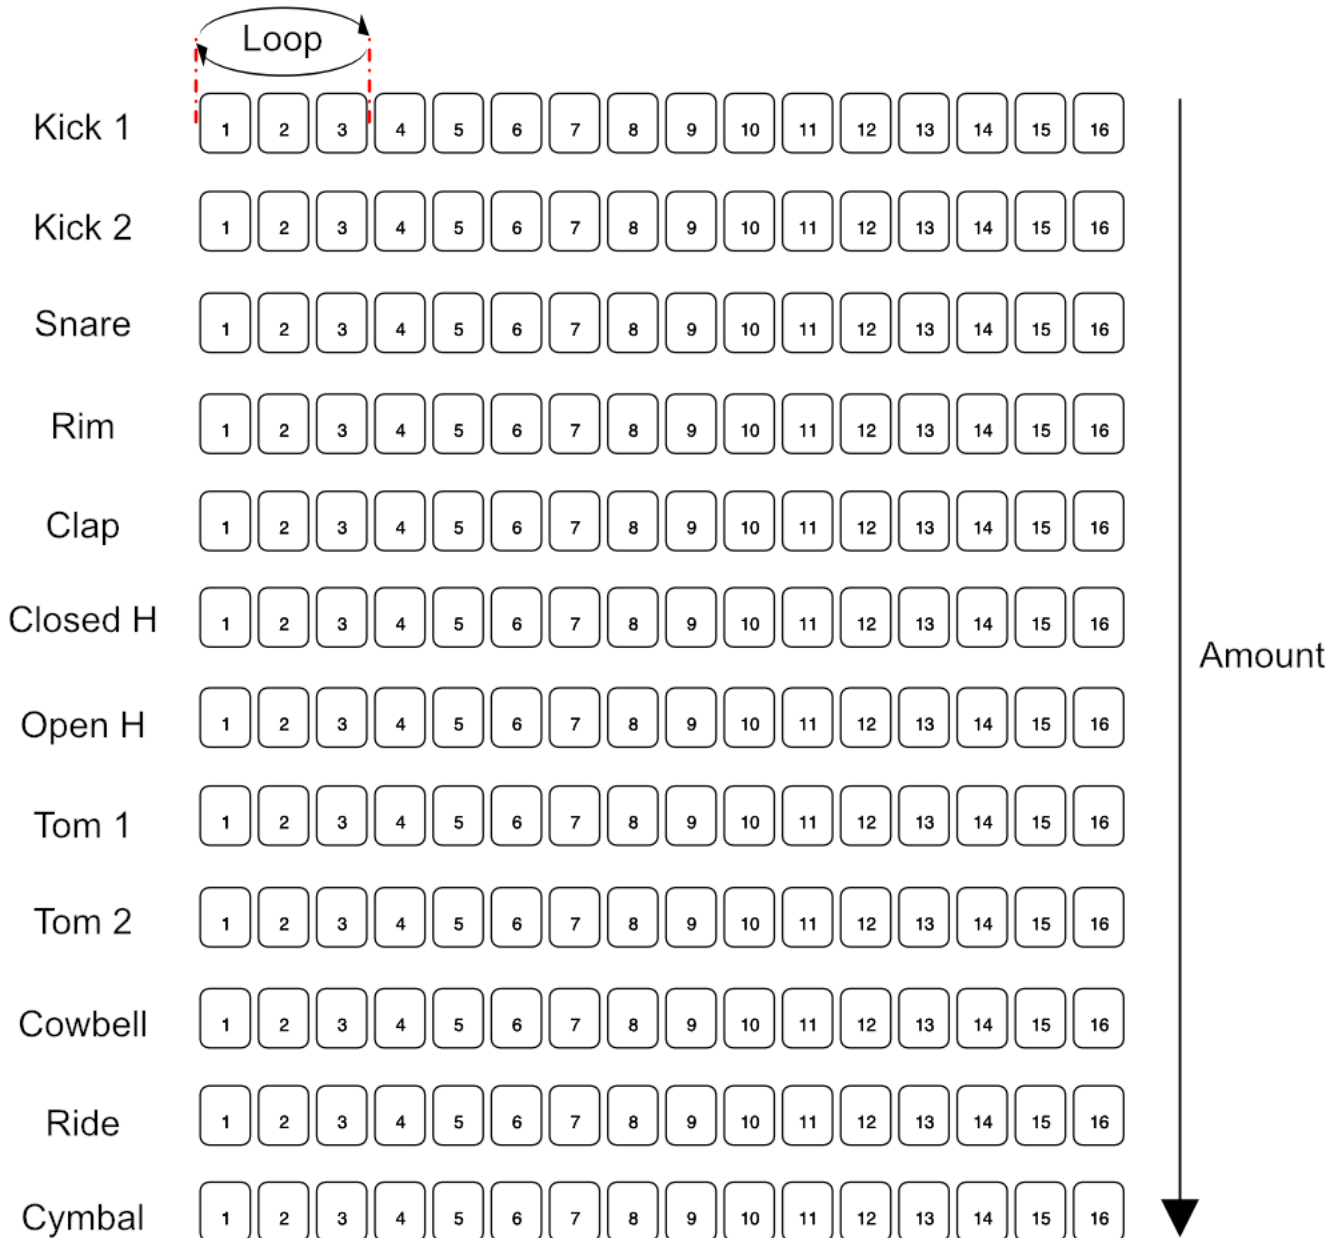 Loop
Kick 1 1 2 3 4 5 6 7 8 9 10 11 12 13 14 15 16
Kick 2 1 2 3 4 5 6 7 8 9 10 11 12 13 14 15 16
Snare 1 2 3 4 5 6 7 8 9 10 11 12 13 14 15 16
Rim 1 2 3 4 5 6 7 8 9 10 11 12 13 14 15 16
Clap 1 2 3 4 5 6 7 8 9 10 11 12 13 14 15 16
Closed H 1 2 3 4 5 6 7 8 9 10 11 12 13 14 15 16
Amount
Open H 1 2 3 4 5 6 7 8 9 10 11 12 13 14 15 16
Tom 1 1 2 3 4 5 6 7 8 9 10 11 12 13 14 15 16
Tom 2 1 2 3 4 5 6 7 8 9 10 11 12 13 14 15 16
Cowbell 1 2 3 4 5 6 7 8 9 10 11 12 13 14 15 16
Ride 1 2 3 4 5 6 7 8 9 10 11 12 13 14 15 16
Cymbal 1 2 3 4 5 6 7 8 9 10 11 12 13 14 15 16